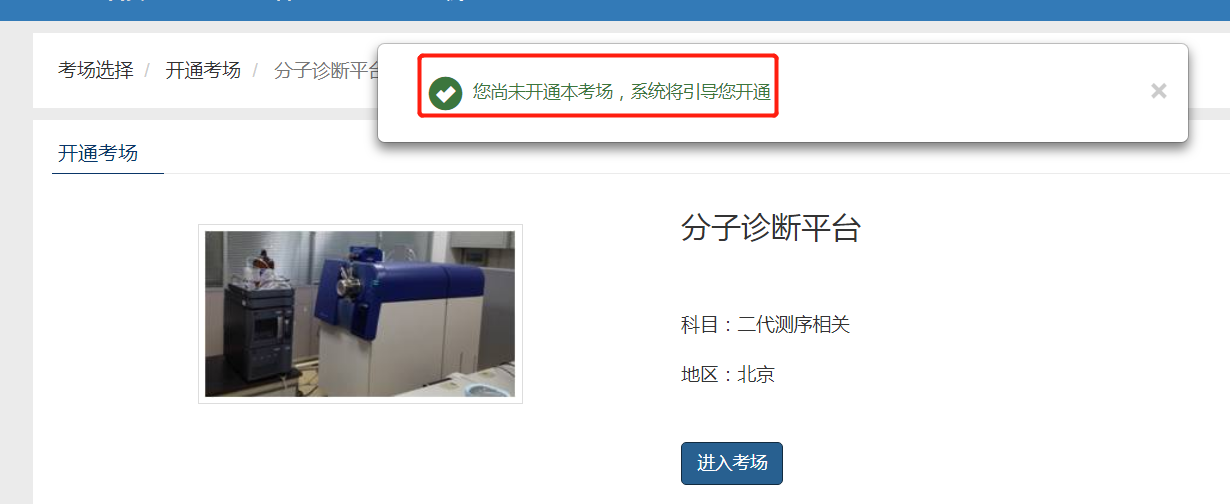 考场选择 / 开通考场 / 分子诊断平台
您尚未开通本考场，系统将引导您开通 ×
开通考场
分子诊断平台
科目：二代测序相关
地区：北京
进入考场